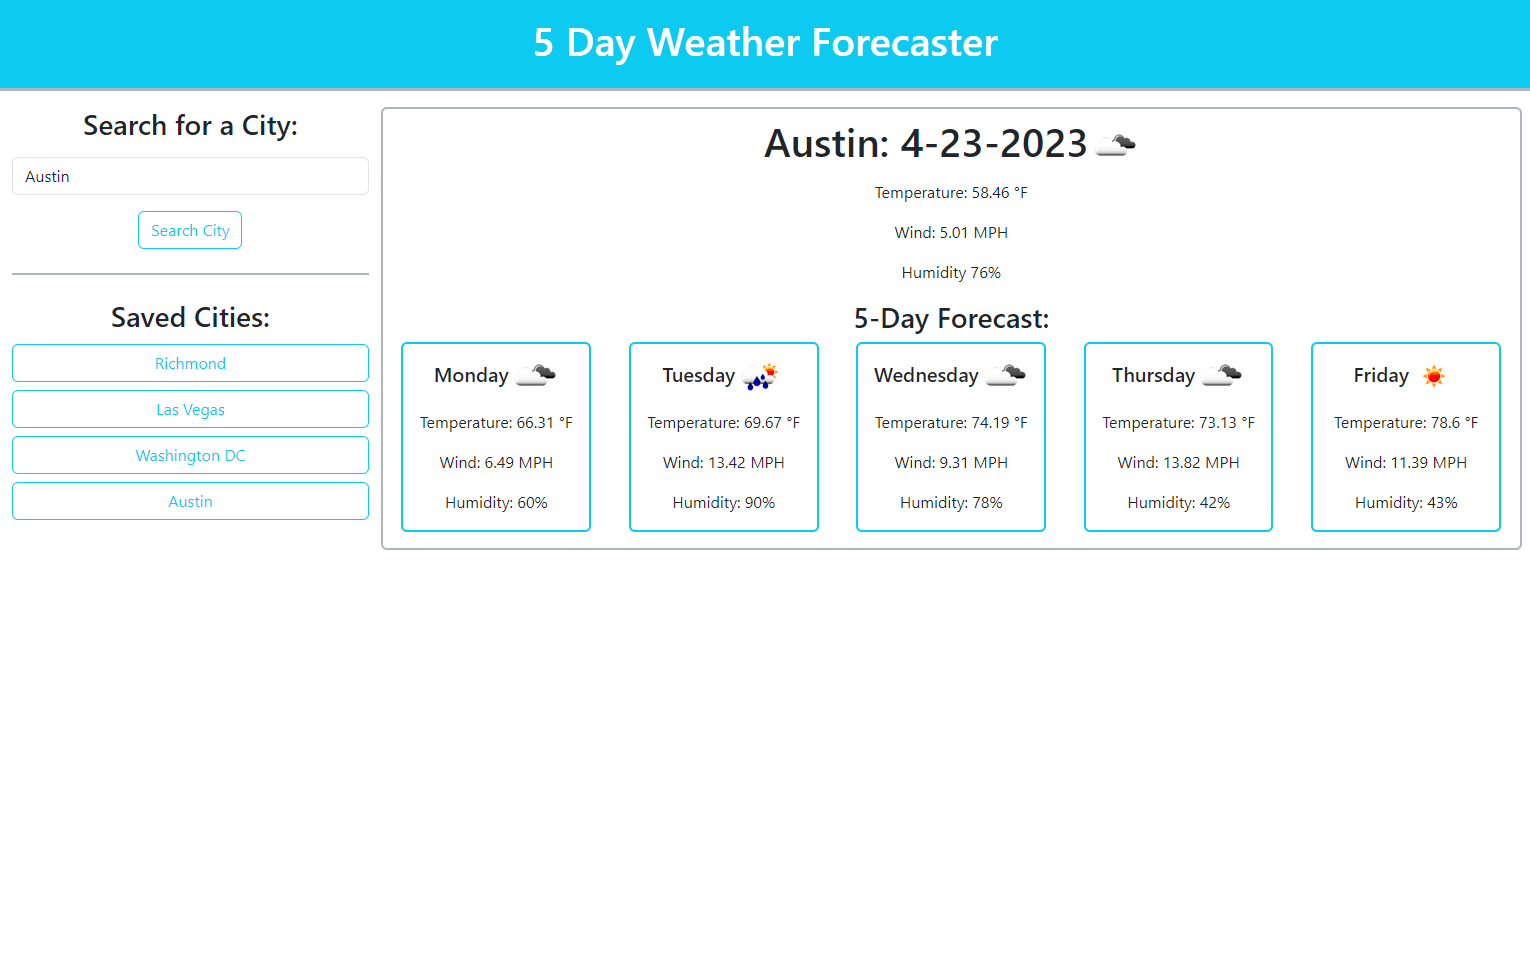 5 Day Weather Forecaster
Search for a City:
Austin
Search City
Saved Cities:
Richmond
Las Vegas
Washington DC
Austin
Austin: 4-23-2023
Temperature: 58.46 °F
Wind: 5.01 MPH
Humidity 76%
5-Day Forecast:
Monday
Temperature: 66.31 °F
Wind: 6.49 MPH
Humidity: 60%
Tuesday
Temperature: 69.67 °F
Wind: 13.42 MPH
Humidity: 90%
Wednesday
Temperature: 74.19 °F
Wind: 9.31 MPH
Humidity: 78%
Thursday
Temperature: 73.13 °F
Wind: 13.82 MPH
Humidity: 42%
Friday
Temperature: 78.6 °F
Wind: 11.39 MPH
Humidity: 43%